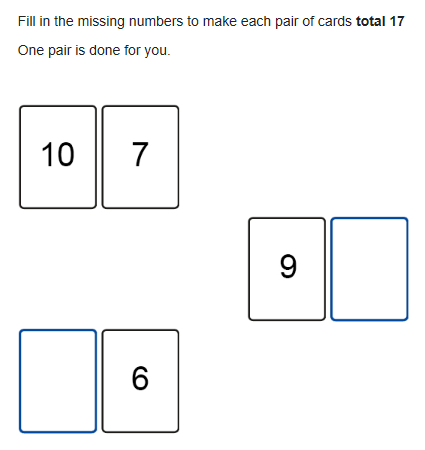 Fill in the missing numbers to make each pair of cards total 17
One pair is done for you.
10 7
9
6